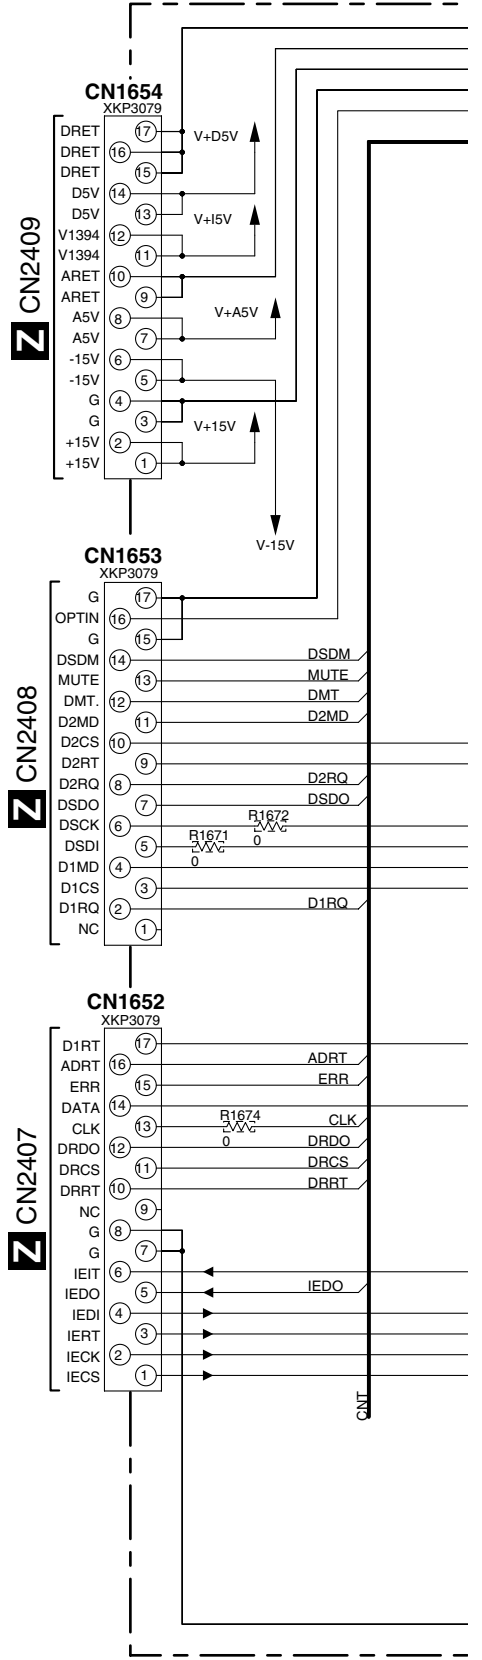 CN1654
XKP3079
Z CN2409
DRET 17
DRET 16
DRET 15
D5V 14
D5V 13
V1394 12
V1394 11
ARET 10
ARET 9
A5V 8
A5V 7
-15V 6
-15V 5
G 4
G 3
+15V 2
+15V 1
V+D5V
V+I5V
V+A5V
V+15V
V-15V
CN1653
XKP3079
Z CN2408
G 17
OPTIN 16
G 15
DSDM 14 DSDM
MUTE 13 MUTE
DMT. 12 DMT
D2MD 11 D2MD
D2CS 10
D2RT 9
D2RQ 8 D2RQ
DSDO 7 DSDO
DSCK 6 R1672 0
DSDI 5 R1671 0
D1MD 4
D1CS 3
D1RQ 2 D1RQ
NC 1
CN1652
XKP3079
Z CN2407
D1RT 17
ADRT 16 ADRT
ERR 15 ERR
DATA 14
CLK 13 R1674 0 CLK
DRDO 12 DRDO
DRCS 11 DRCS
DRRT 10 DRRT
NC 9
G 8
G 7
IEIT 6
IEDO 5 IEDO
IEDI 4
IERT 3
IECK 2
IECS 1
CNT